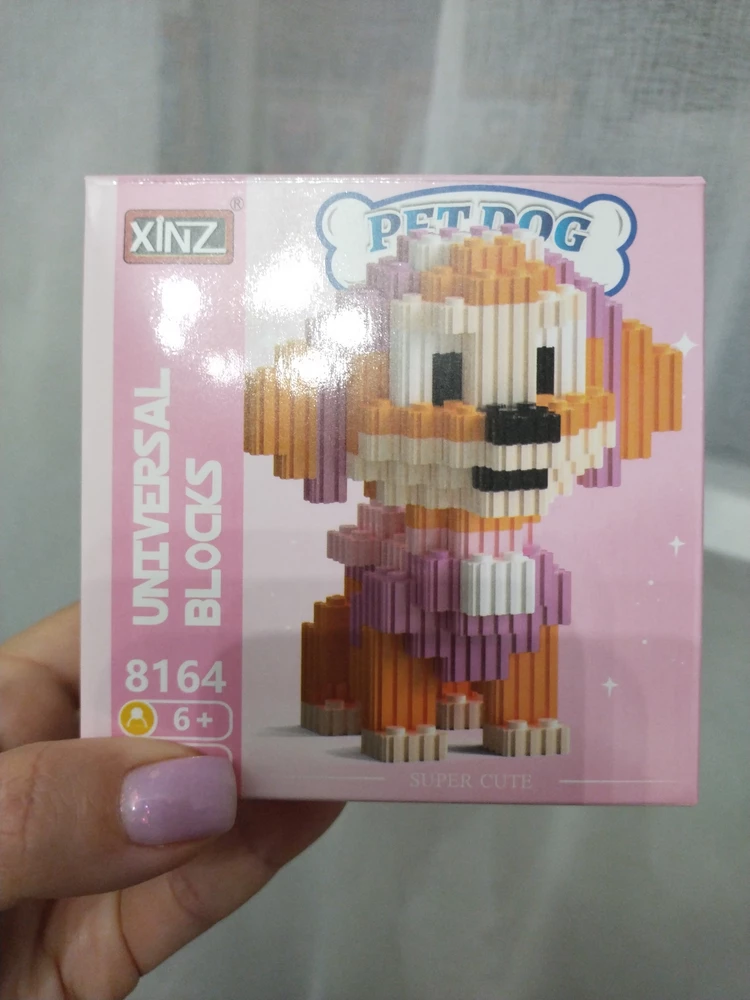 XINZ®
PET DOG
UNIVERSAL
BLOCKS
8164
6+
SUPER CUTE